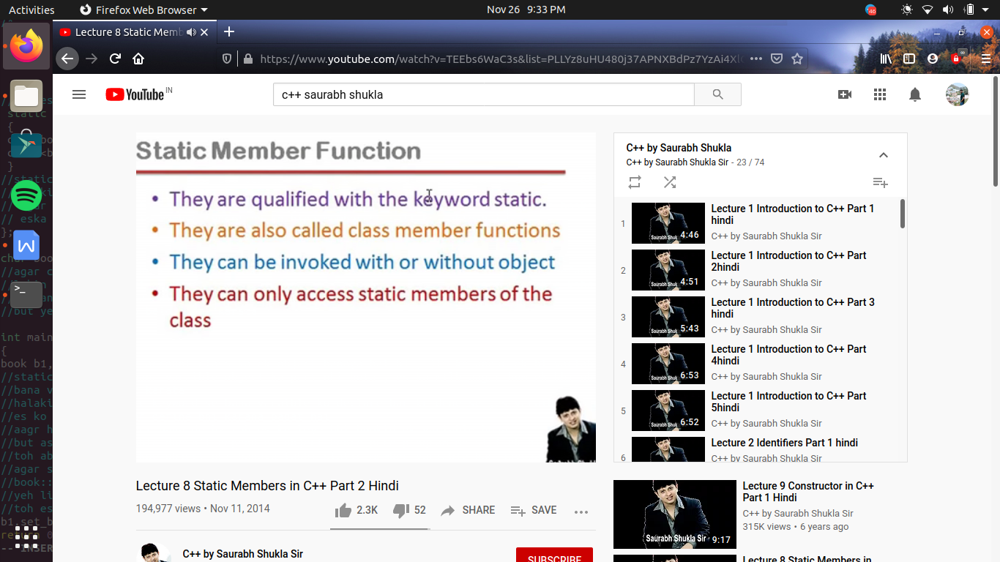 Activities
Firefox Web Browser
Nov 26 9:33 PM
46
Lecture 8 Static Memb
https://www.youtube.com/watch?v=TEEbs6WaC3s&list=PLLYz8uHU480j37APNXBdPz7YzAi4Xl
YouTube IN
c++ saurabh shukla
Static Member Function
• They are qualified with the keyword static.
• They are also called class member functions
• They can be invoked with or without object
• They can only access static members of the
class
Lecture 8 Static Members in C++ Part 2 Hindi
194,977 views • Nov 11, 2014
2.3K
52
SHARE
SAVE
C++ by Saurabh Shukla Sir
SUBSCRIBE
C++ by Saurabh Shukla
C++ by Saurabh Shukla Sir - 23 / 74
1
4:46
Lecture 1 Introduction to C++ Part 1
hindi
C++ by Saurabh Shukla Sir
2
4:51
Lecture 1 Introduction to C++ Part
2hindi
C++ by Saurabh Shukla Sir
3
5:43
Lecture 1 Introduction to C++ Part 3
hindi
C++ by Saurabh Shukla Sir
4
6:53
Lecture 1 Introduction to C++ Part
4hindi
C++ by Saurabh Shukla Sir
5
6:52
Lecture 1 Introduction to C++ Part
5hindi
C++ by Saurabh Shukla Sir
6
Lecture 2 Identifiers Part 1 hindi
C++ by Saurabh Shukla Sir
Saurabh Shukla Sir
9:17
Lecture 9 Constructor in C++
Part 1 Hindi
C++ by Saurabh Shukla Sir
315K views • 6 years ago
Lecture 8 Static Members in
static
{
}
//static
// eska
};
//agar c
//but ye
int main
{
book b1,
//static
//bana v
//halaki
//es ko
//aagr h
//but as
//toh ab
//agar s
//book::
//yeh li
//toh es
b1.set_b
return 0
-- INSER